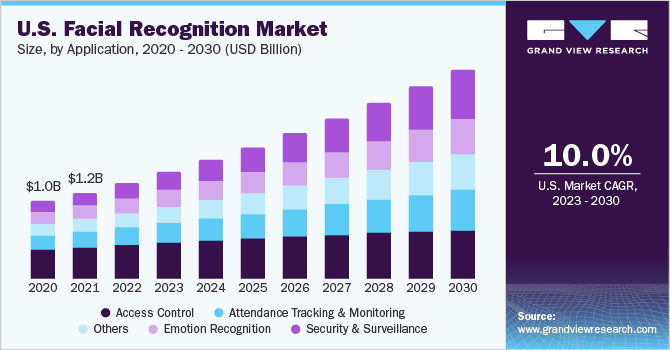 U.S. Facial Recognition Market
Size, by Application, 2020 - 2030 (USD Billion)
$1.0B
$1.2B
2020 2021 2022 2023 2024 2025 2026 2027 2028 2029 2030
Access Control
Attendance Tracking & Monitoring
Others
Emotion Recognition
Security & Surveillance
GRAND VIEW RESEARCH
10.0%
U.S. Market CAGR,
2023 - 2030
Source:
www.grandviewresearch.com